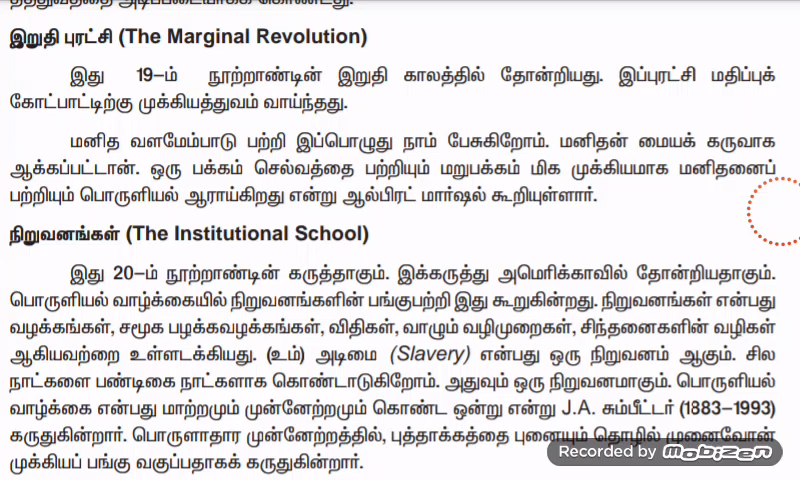 தத்துவத்தை அடிப்படையாகக் கொண்டது.
இறுதி புரட்சி (The Marginal Revolution)
இது 19–ம் நூற்றாண்டின் இறுதி காலத்தில் தோன்றியது. இப்புரட்சி மதிப்புக்
கோட்பாட்டிற்கு முக்கியத்துவம் வாய்ந்தது.
மனித வளமேம்பாடு பற்றி இப்பொழுது நாம் பேசுகிறோம். மனிதன் மையக் கருவாக
ஆக்கப்பட்டான். ஒரு பக்கம் செல்வத்தை பற்றியும் மறுபக்கம் மிக முக்கியமாக மனிதனைப்
பற்றியும் பொருளியல் ஆராய்கிறது என்று ஆல்பிரட் மார்ஷல் கூறியுள்ளார்.
நிறுவனங்கள் (The Institutional School)
இது 20–ம் நூற்றாண்டின் கருத்தாகும். இக்கருத்து அமெரிக்காவில் தோன்றியதாகும்.
பொருளியல் வாழ்க்கையில் நிறுவனங்களின் பங்குபற்றி இது கூறுகின்றது. நிறுவனங்கள் என்பது
வழக்கங்கள், சமூக பழக்கவழக்கங்கள், விதிகள், வாழும் வழிமுறைகள், சிந்தனைகளின் வழிகள்
ஆகியவற்றை உள்ளடக்கியது. (உம்) அடிமை (Slavery) என்பது ஒரு நிறுவனம் ஆகும். சில
நாட்களை பண்டிகை நாட்களாக கொண்டாடுகிறோம். அதுவும் ஒரு நிறுவனமாகும். பொருளியல்
வாழ்க்கை என்பது மாற்றமும் முன்னேற்றமும் கொண்ட ஒன்று என்று J.A. சும்பீட்டர் (1883–1993)
கருதுகின்றார். பொருளாதார முன்னேற்றத்தில், புத்தாக்கத்தை புனையும் தொழில் முனைவோன்
முக்கியப் பங்கு வகுப்பதாகக் கருதுகின்றார்.
Recorded by mobizen